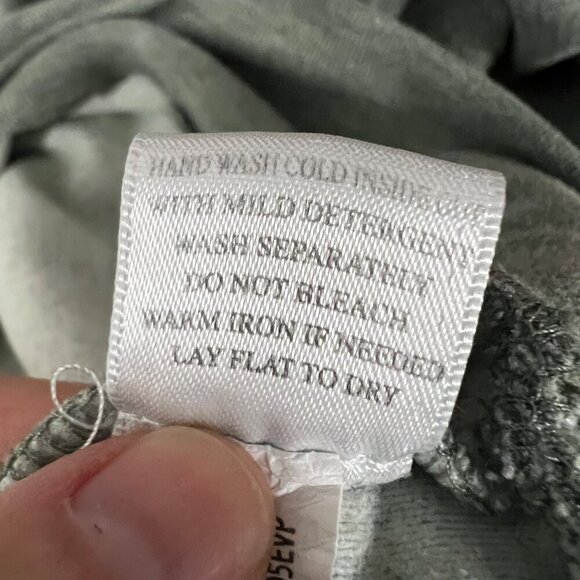 HAND WASH COLD INSIDE OUT
WITH MILD DETERGENT
WASH SEPARATELY
DO NOT BLEACH
WARM IRON IF NEEDED
LAY FLAT TO DRY